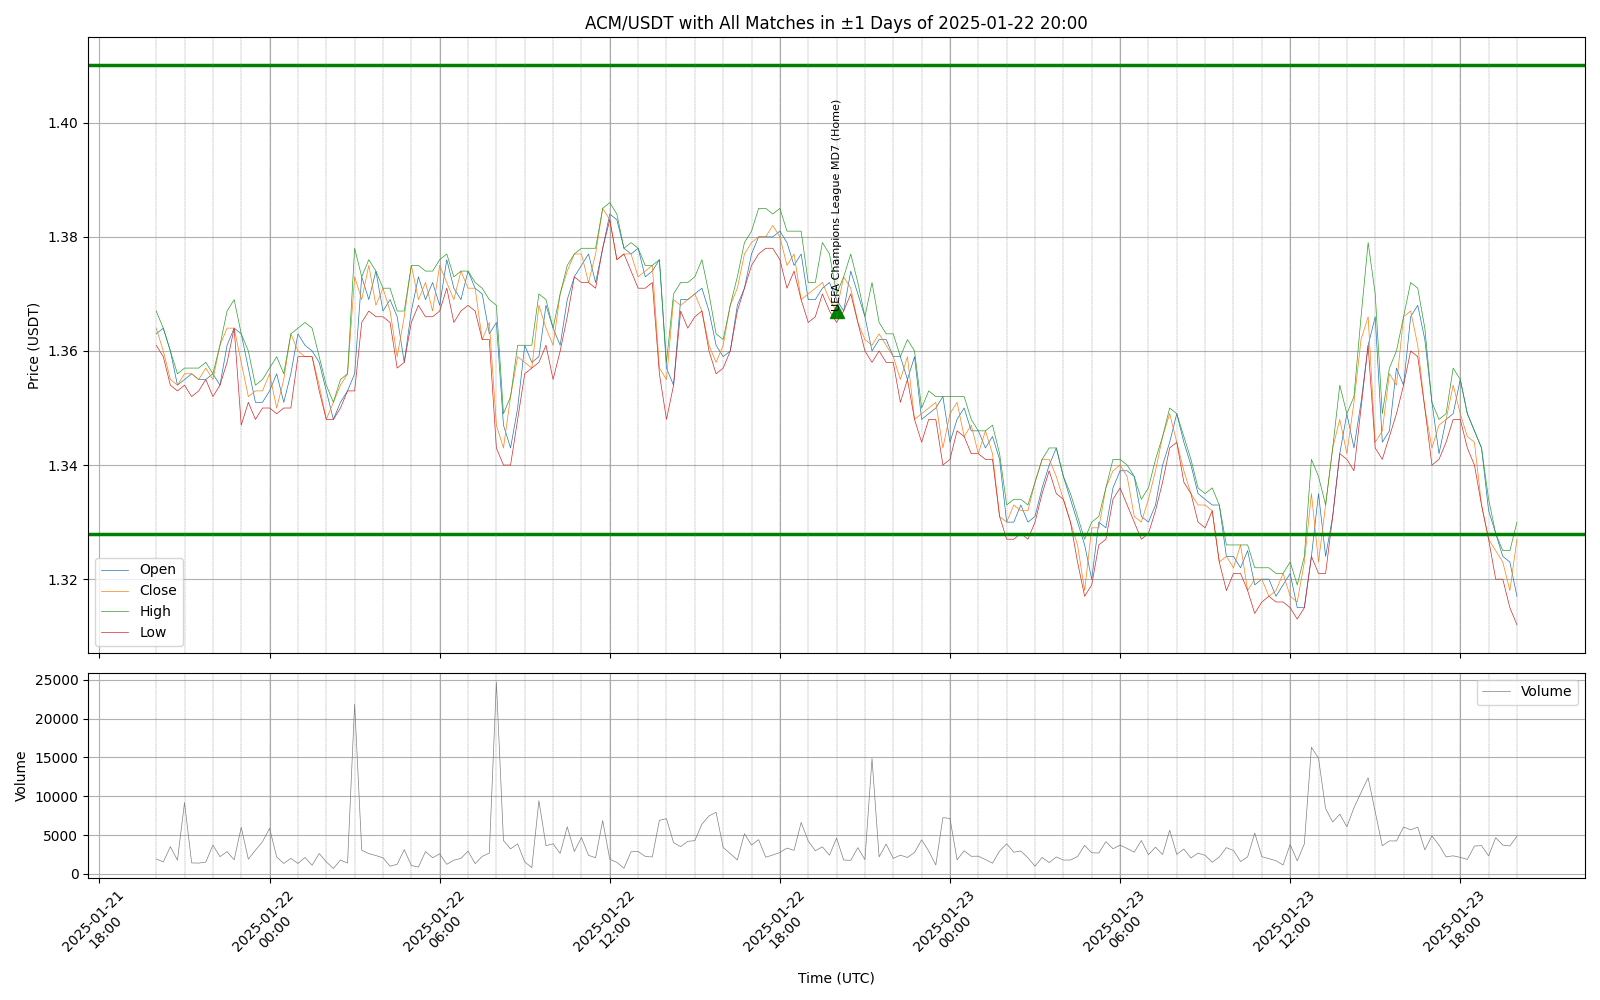 ACM/USDT with All Matches in ±1 Days of 2025-01-22 20:00
Price (USDT)
1.40
1.38
1.36
1.34
1.32
UEFA Champions League MD7 (Home)
Open
Close
High
Low
Volume
25000
20000
15000
10000
5000
0
Volume
2025-01-21
18:00
2025-01-22
00:00
2025-01-22
06:00
2025-01-22
12:00
2025-01-22
18:00
2025-01-23
00:00
2025-01-23
06:00
2025-01-23
12:00
2025-01-23
18:00
Time (UTC)